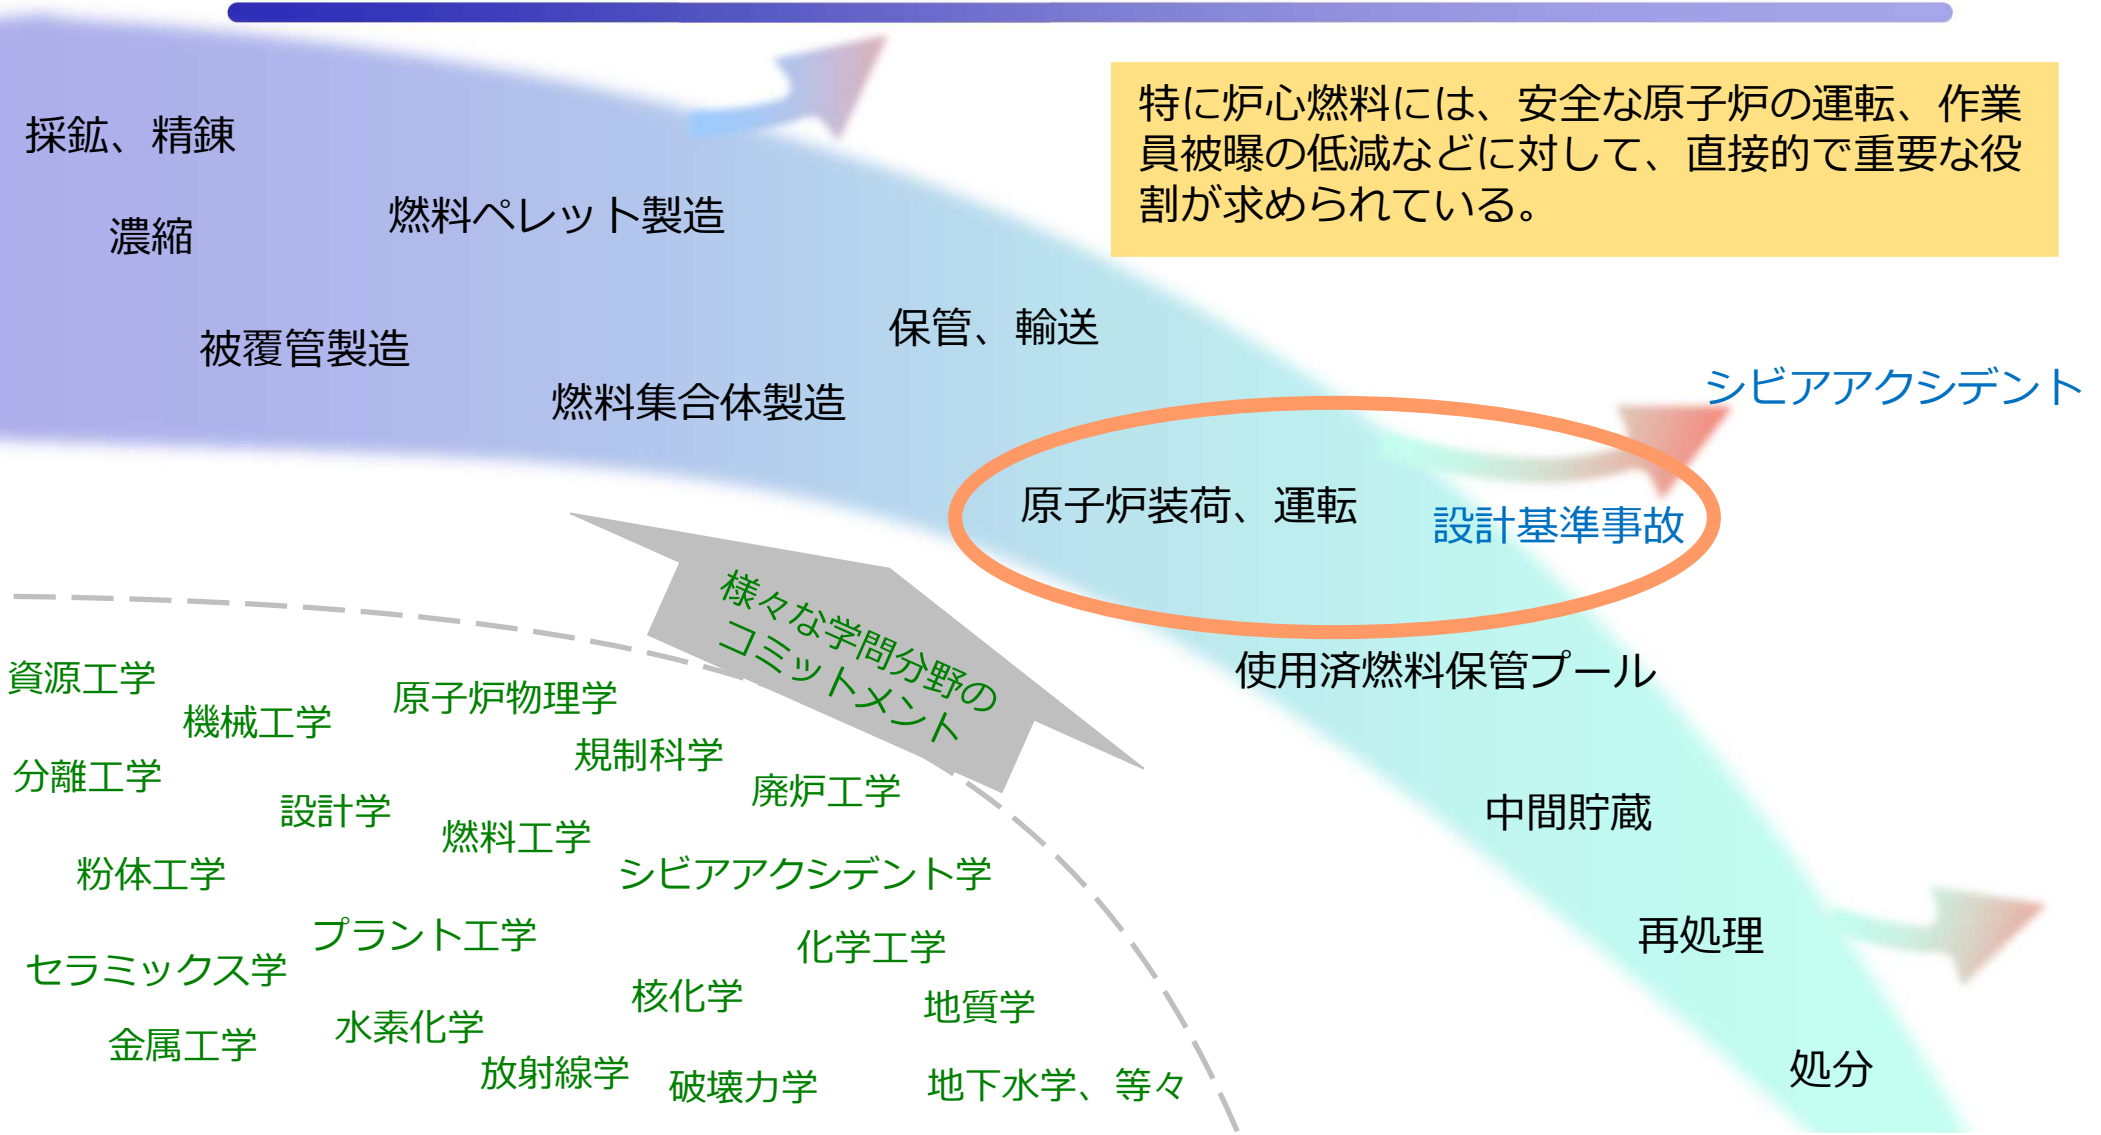 特に炉心燃料には、安全な原子炉の運転、作業
員被曝の低減などに対して、直接的で重要な役
割が求められている。
採鉱、精錬
濃縮
燃料ペレット製造
被覆管製造
燃料集合体製造
保管、輸送
シビアアクシデント
原子炉装荷、運転
設計基準事故
使用済燃料保管プール
中間貯蔵
再処理
処分
様々な学問分野の
コミットメント
資源工学
機械工学
原子炉物理学
規制科学
分離工学
設計学
廃炉工学
燃料工学
粉体工学
シビアアクシデント学
プラント工学
化学工学
セラミックス学
核化学
地質学
水素化学
金属工学
放射線学
破壊力学
地下水学、等々